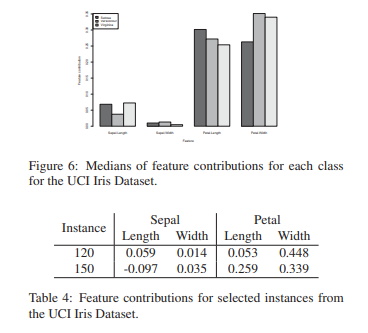 Setosa
Versicolour
Virginica
Feature contribution
Sepal Length
Sepal Width
Petal Length
Petal Width
Feature
Figure 6: Medians of feature contributions for each class
for the UCI Iris Dataset.
Instance Sepal Petal
Length Width Length Width
120 0.059 0.014 0.053 0.448
150 -0.097 0.035 0.259 0.339
Table 4: Feature contributions for selected instances from
the UCI Iris Dataset.